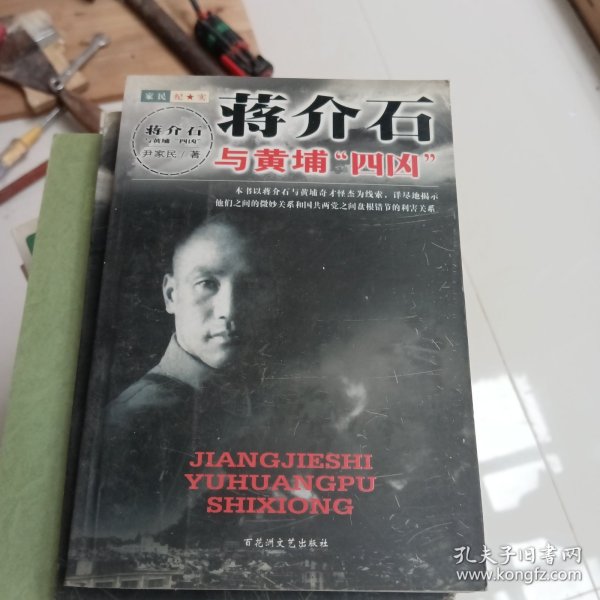 家民纪★实
蒋介石
与黄埔“四凶”
蒋介石
与黄埔“四凶”
尹家民/著
本书以蒋介石与黄埔奇才怪杰为线索，详尽地揭示
他们之间的微妙关系和国共两党之间盘根错节的利害关系
JIANGJIESHI
YUHUANGPU
SHIXIONG
百花洲文艺出版社
孔夫子旧书网
www.kongfz.com